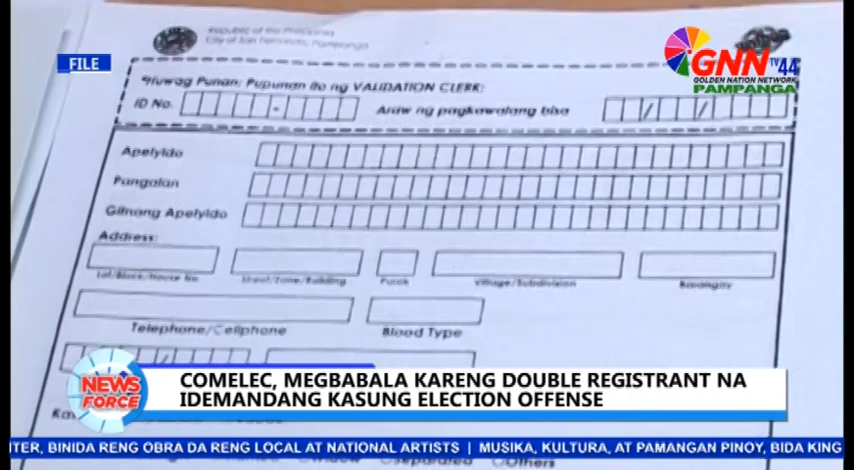 FILE
Republic of the Philippines
City of San Fernando, Pampanga
GNN
TV 44
GOLDEN NATION NETWORK
PAMPANGA
*Huwag Punan: Pupunan ito ng VALIDATION CLERK:
ID No.
Araw ng pagkawalang bisa
Apelyido
Pangalan
Gitnang Apelyido
Address:
Lot/Block/House No. Street/Zone/Building Purok Village/Subdivision Barangay
Telephone/Cellphone Blood Type
NEWS
FORCE
COMELEC, MEGBABALA KARENG DOUBLE REGISTRANT NA
IDEMANDANG KASUNG ELECTION OFFENSE
ITER, BINIDA RENG OBRA DA RENG LOCAL AT NATIONAL ARTISTS | MUSIKA, KULTURA, AT PAMANGAN PINOY, BIDA KING
Separated Others